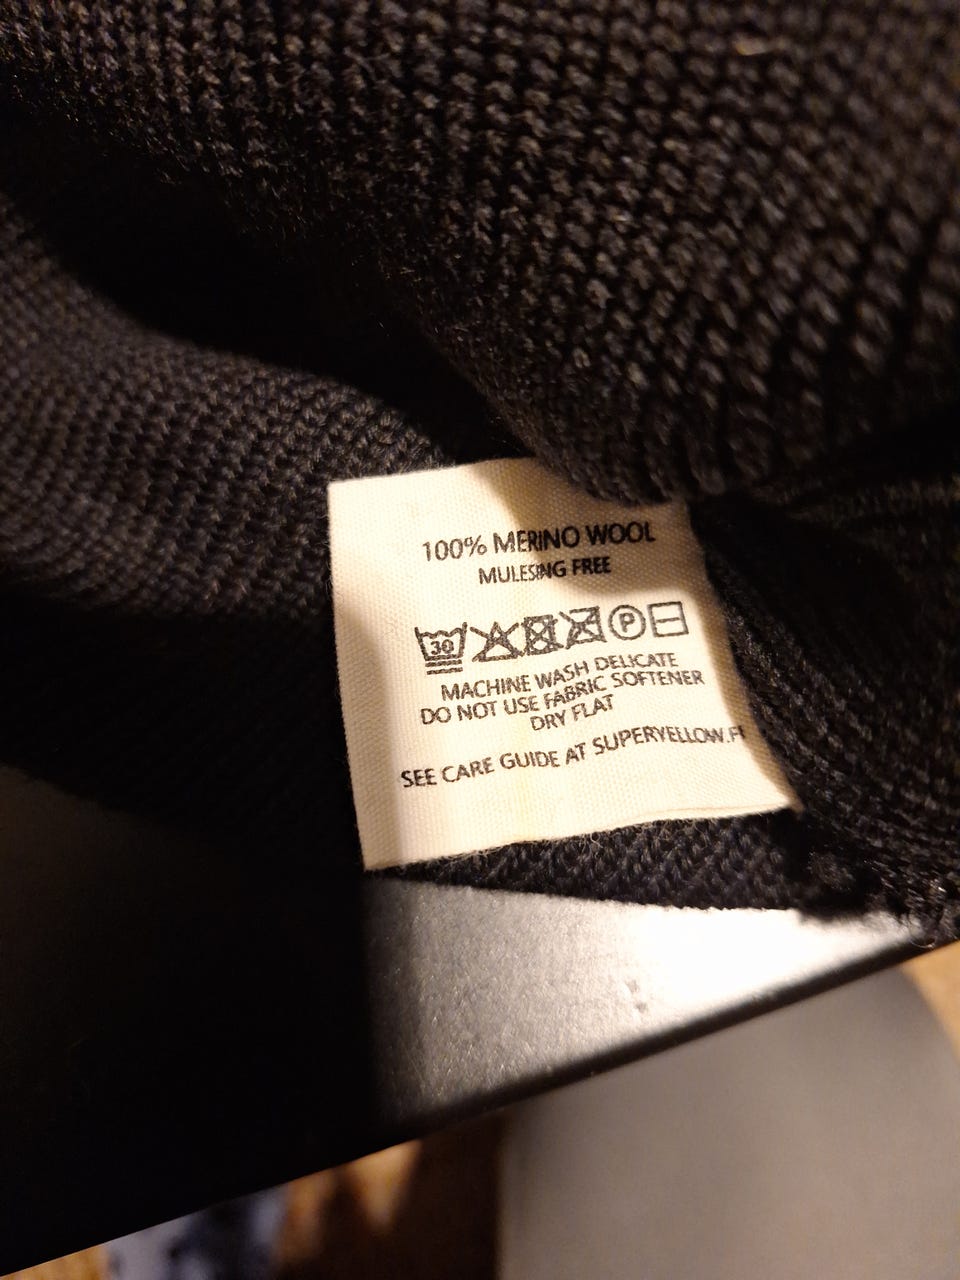 100% MERINO WOOL
MULESING FREE
30 P
MACHINE WASH DELICATE
DO NOT USE FABRIC SOFTENER
DRY FLAT
SEE CARE GUIDE AT SUPERYELLOW.FI